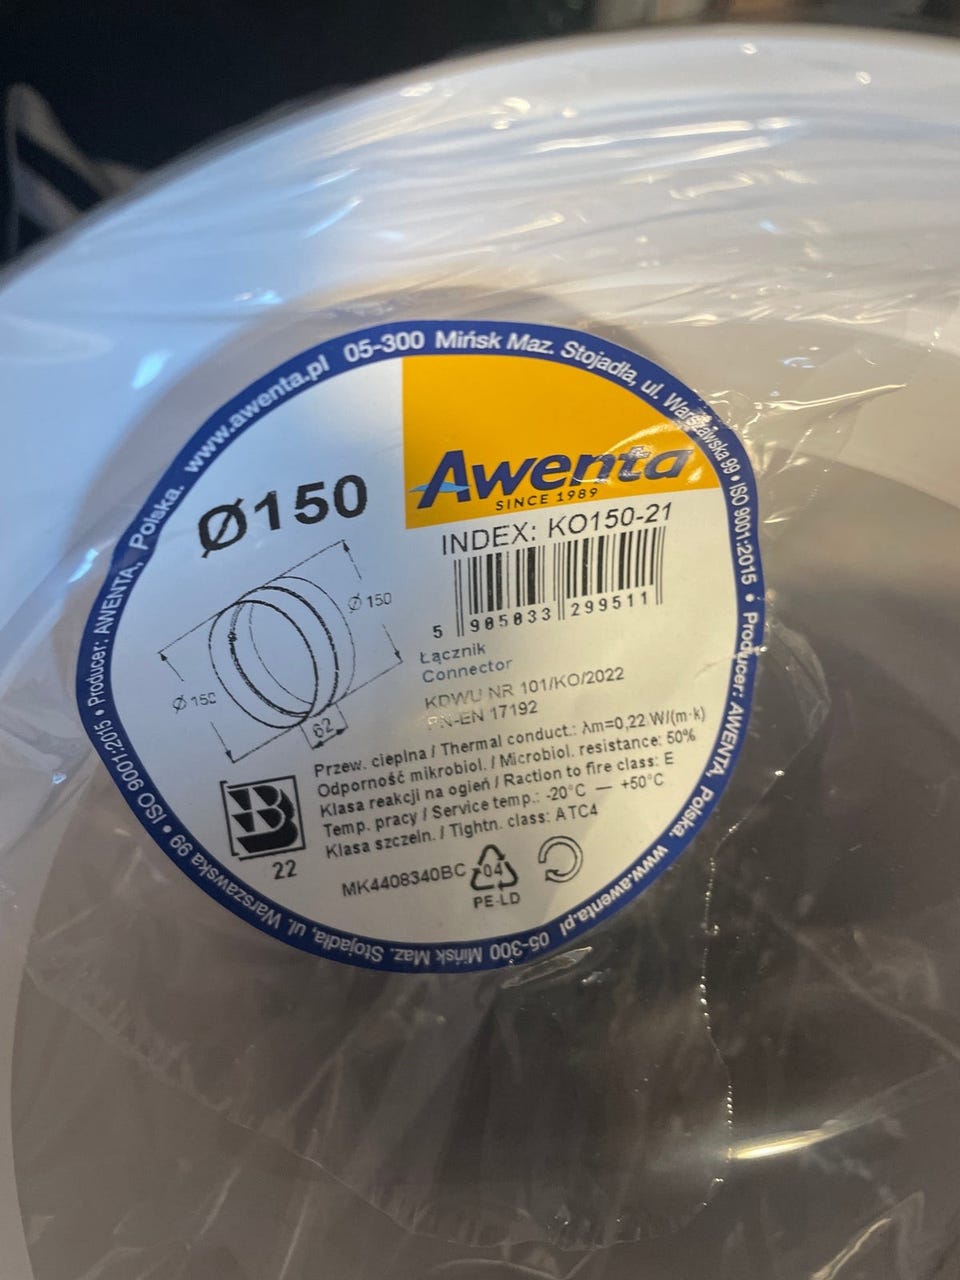 Producer: AWENTA, Polska. www.awenta.pl 05-300 Mińsk Maz. Stojadła, ul. Warszawska 99 • ISO 9001:2015 •
Producer: AWENTA, Polska. www.awenta.pl 05-300 Mińsk Maz. Stojadła, ul. Warszawska 99 • ISO 9001:2015 •
Ø150
Awenta
SINCE 1989
INDEX: KO150-21
5 905033 299511
Ø 150
Ø 150
62
Łącznik
Connector
KDWU NR 101/KO/2022
PN-EN 17192
Przew. cieplna / Thermal conduct.: λm=0,22 W/(m·k)
Odporność mikrobiol. / Microbiol. resistance: 50%
Klasa reakcji na ogień / Raction to fire class: E
Temp. pracy / Service temp.: -20°C — +50°C
Klasa szczeln. / Tightn. class: ATC4
B
22
MK4408340BC
04
PE-LD